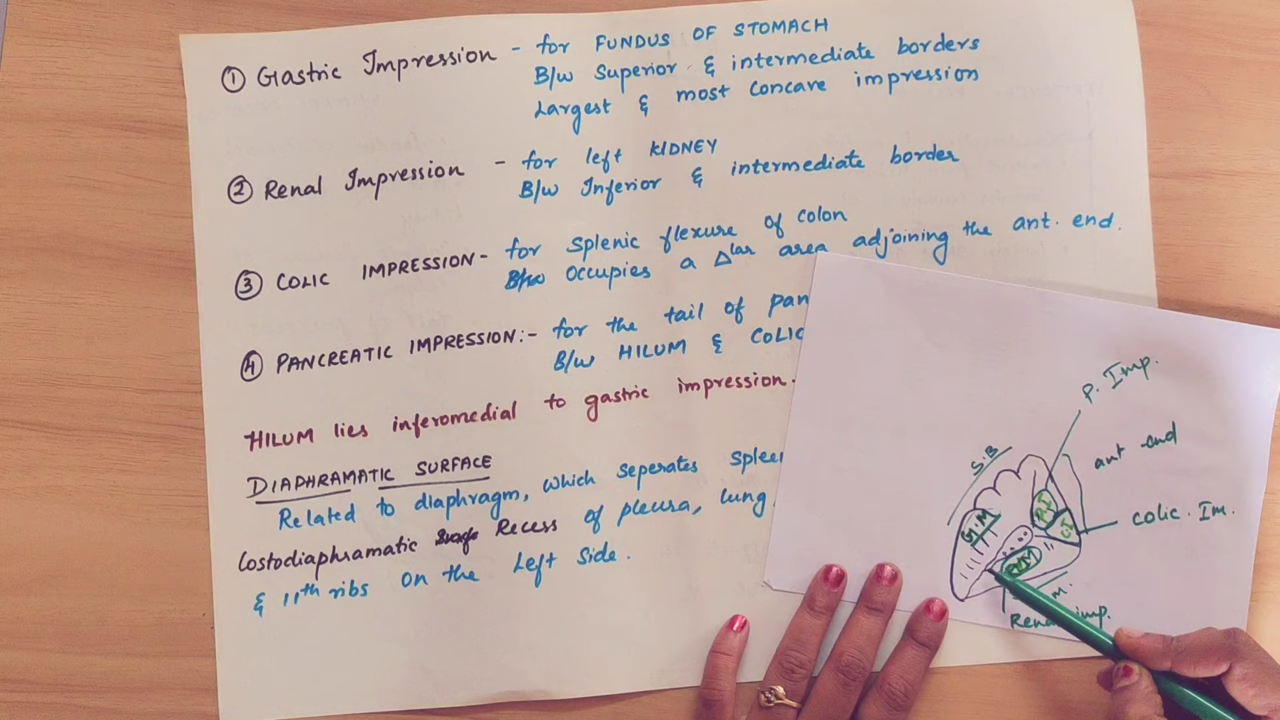 ① Gastric Impression - for FUNDUS OF STOMACH
B/w Superior & intermediate borders
Largest & most concave impression
② Renal Impression - for left KIDNEY
B/w Inferior & intermediate border
③ COLIC IMPRESSION - for splenic flexure of colon
Occupies a Δlar area adjoining the ant. end.
④ PANCREATIC IMPRESSION:- for the tail of pan
B/w HILUM & COLIC
HILUM lies inferomedial to gastric impression.
DIAPHRAMATIC SURFACE
Related to diaphragm, which seperates spleen
Costodiaphramatic Recess of pleura, lung
& 11th ribs on the Left Side.
P. Imp.
S.B
ant end
G.M
P.I
C.I
Colic. Im.